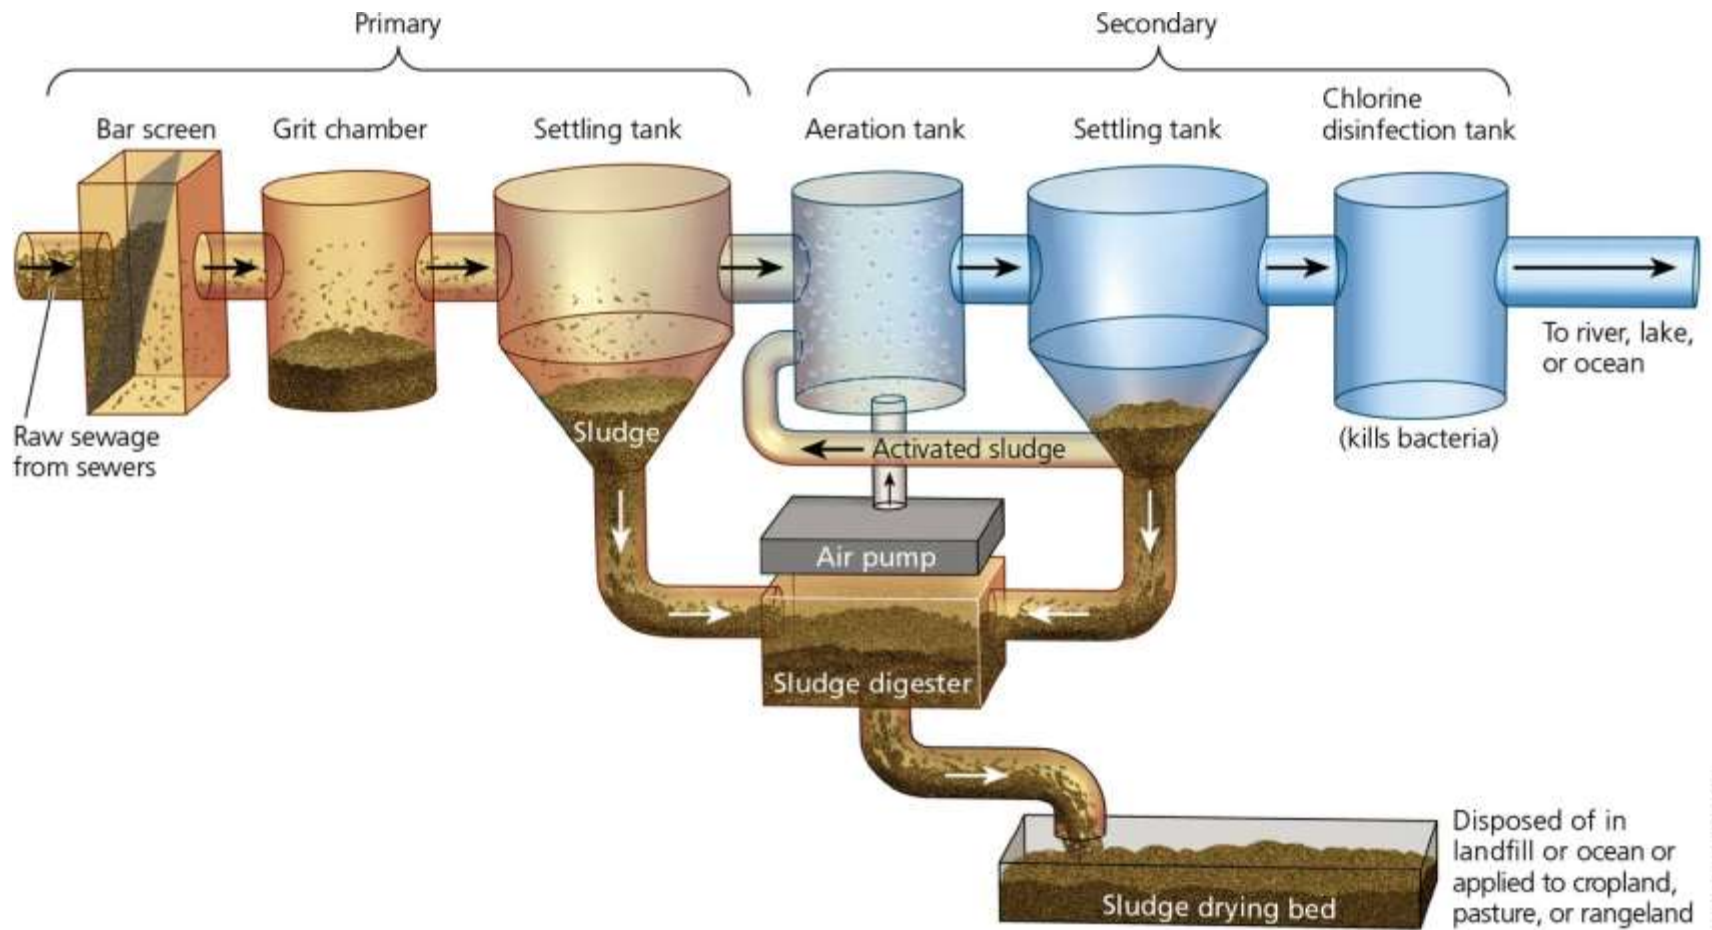 Primary
Secondary
Bar screen
Grit chamber
Settling tank
Aeration tank
Settling tank
Chlorine
disinfection tank
Raw sewage
from sewers
Sludge
Activated sludge
Air pump
Sludge digester
To river, lake,
or ocean
(kills bacteria)
Sludge drying bed
Disposed of in
landfill or ocean or
applied to cropland,
pasture, or rangeland